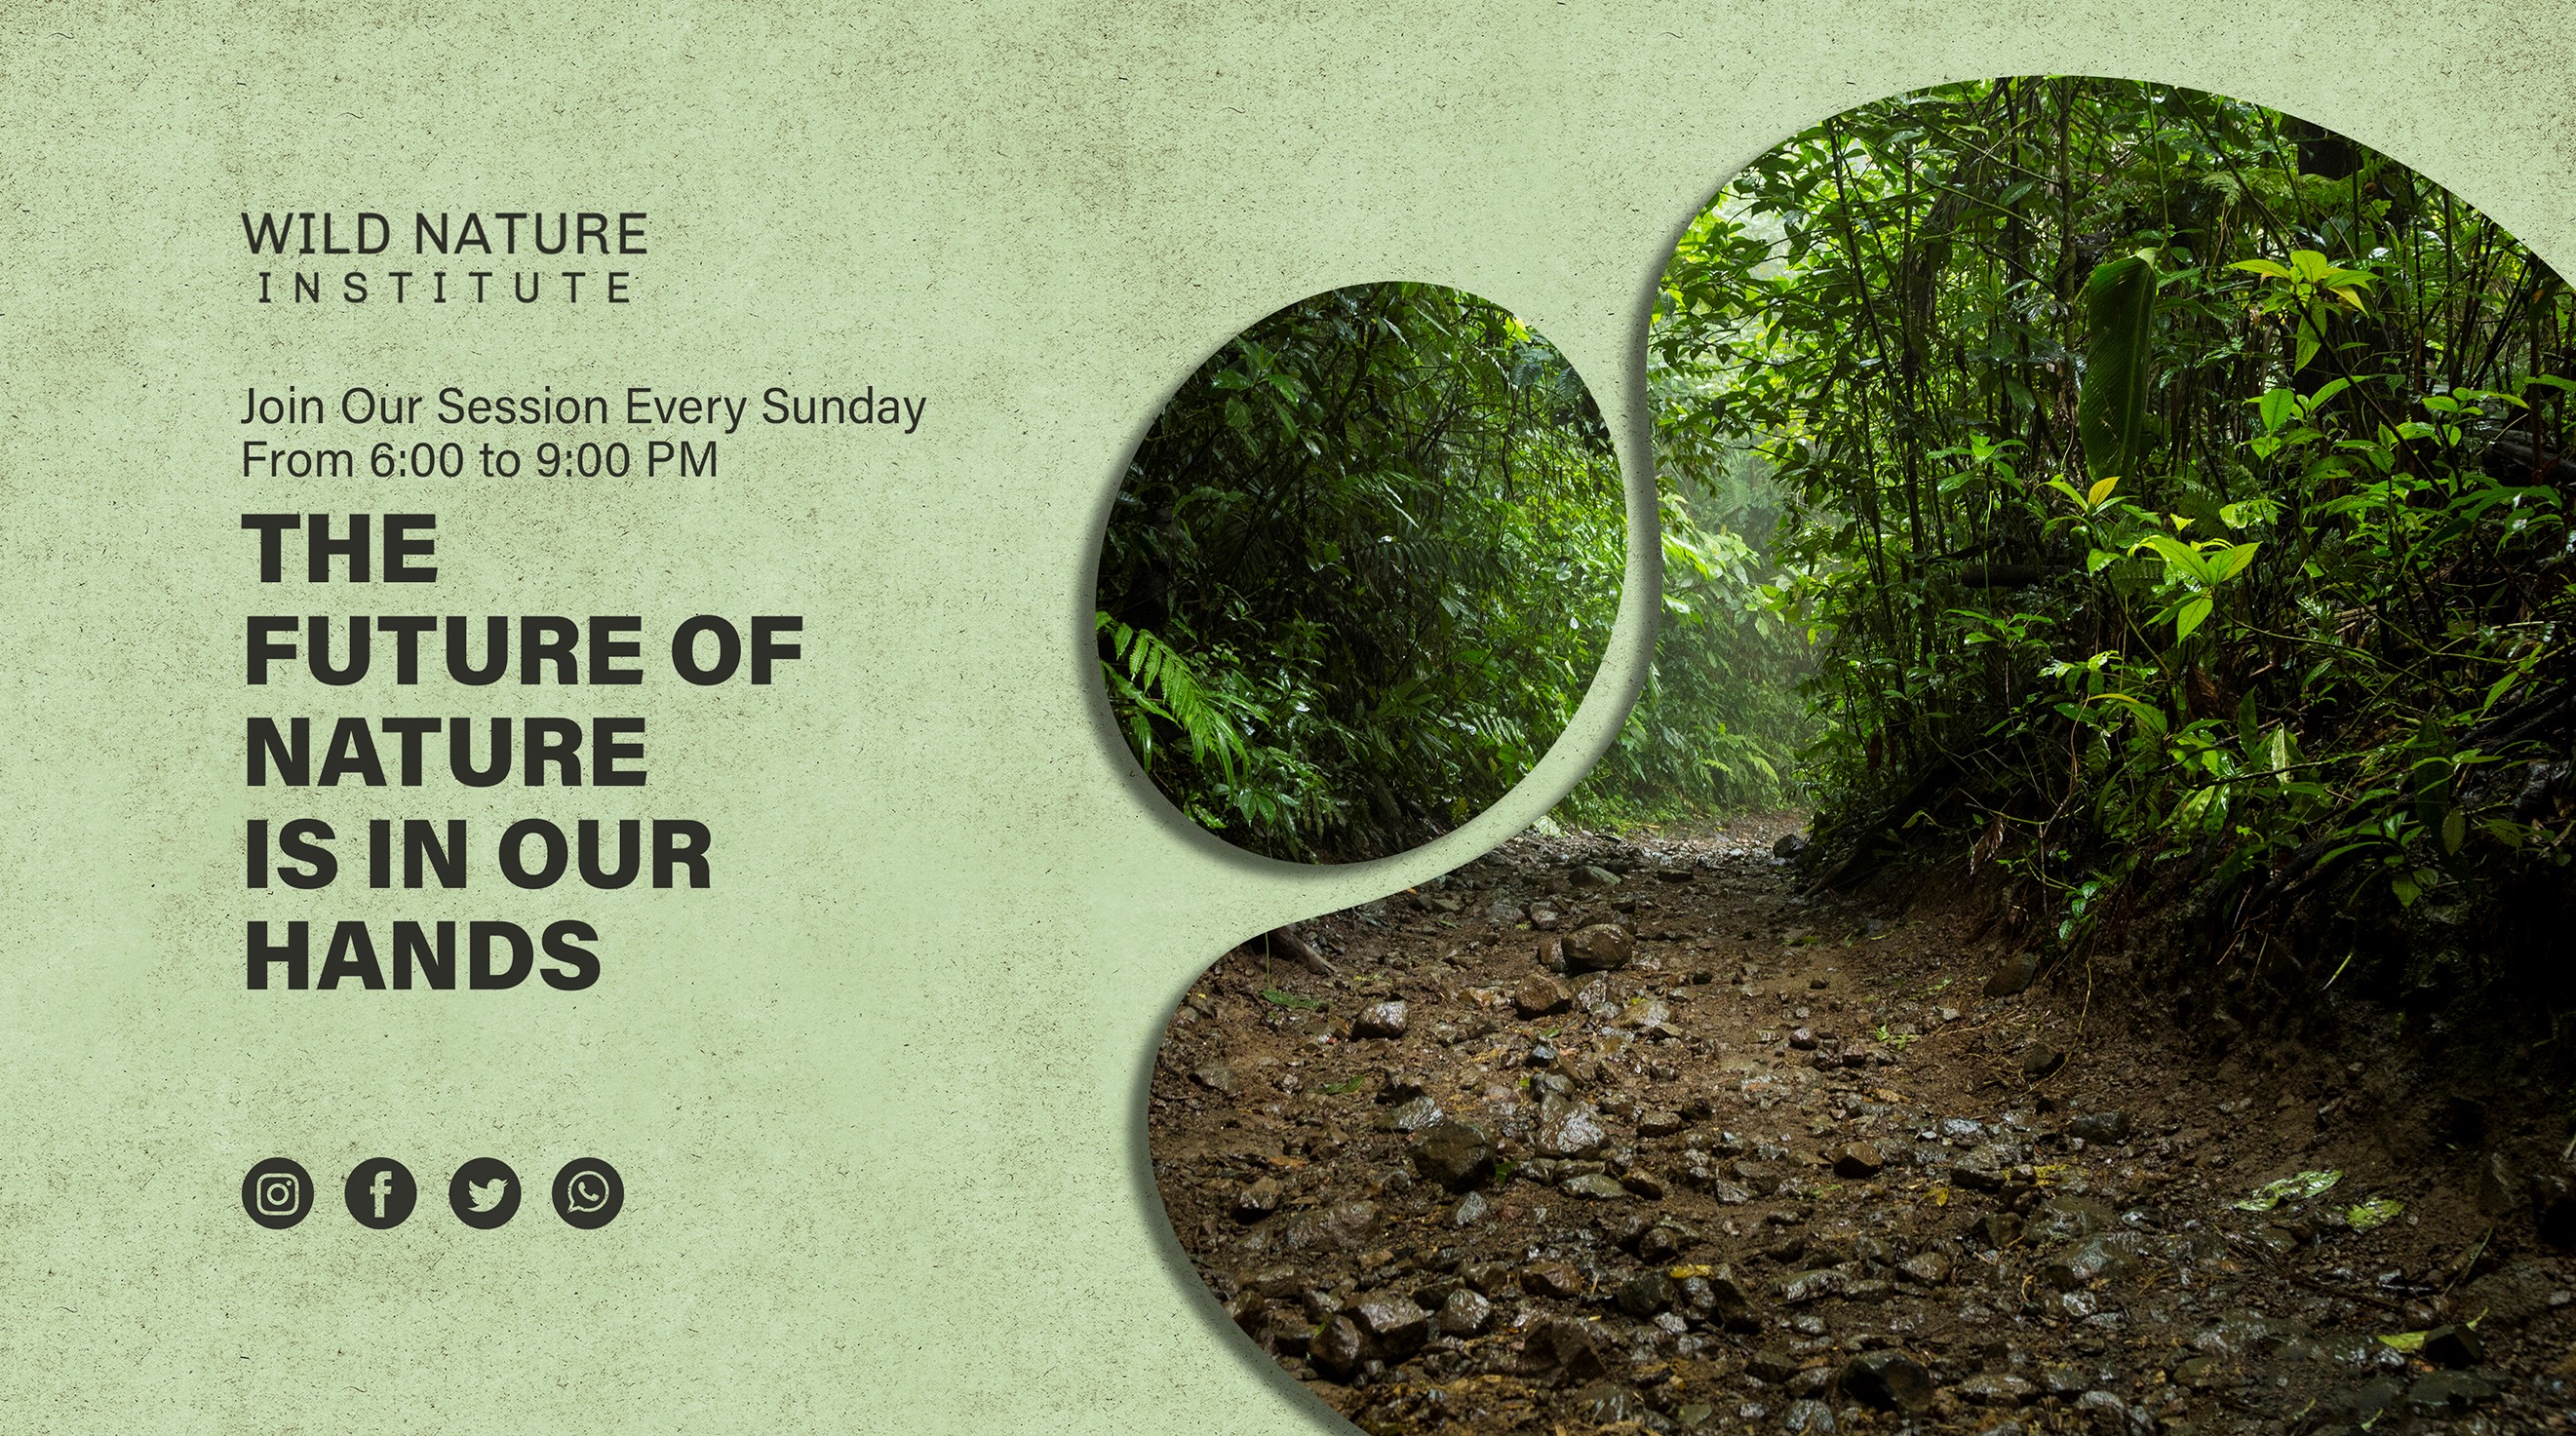 WILD NATURE
INSTITUTE
Join Our Session Every Sunday
From 6:00 to 9:00 PM
THE
FUTURE OF
NATURE
IS IN OUR
HANDS